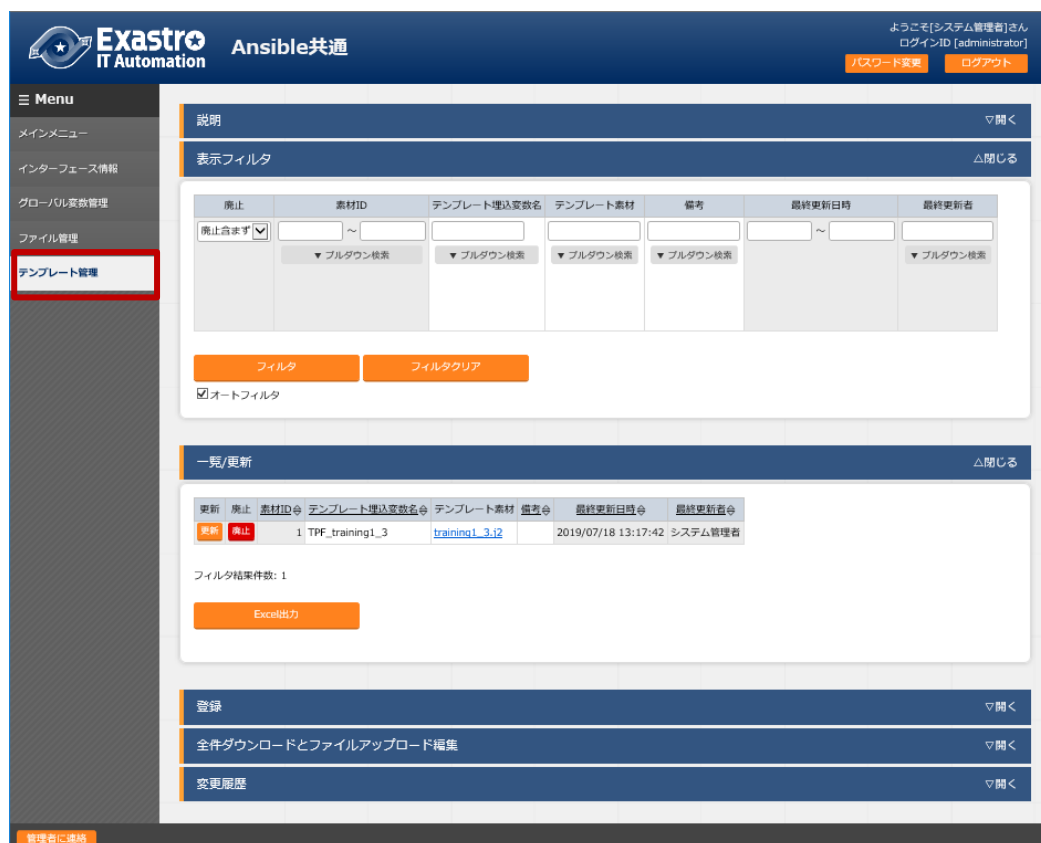 Exastro
IT Automation
Ansible共通
ようこそ[システム管理者]さん
ログインID [administrator]
パスワード変更 ログアウト
☰ Menu
メインメニュー
インターフェース情報
グローバル変数管理
ファイル管理
テンプレート管理
説明 ▽開く
表示フィルタ △閉じる
廃止 素材ID テンプレート埋込変数名 テンプレート素材 備考 最終更新日時 最終更新者
廃止含まず ～ ～
▼ プルダウン検索 ▼ プルダウン検索 ▼ プルダウン検索 ▼ プルダウン検索 ▼ プルダウン検索
フィルタ フィルタクリア
オートフィルタ
一覧/更新 △閉じる
更新 廃止 素材ID テンプレート埋込変数名 テンプレート素材 備考 最終更新日時 最終更新者
更新 廃止 1 TPF_training1_3 training1_3.j2 2019/07/18 13:17:42 システム管理者
フィルタ結果件数: 1
Excel出力
登録 ▽開く
全件ダウンロードとファイルアップロード編集 ▽開く
変更履歴 ▽開く
管理者に連絡